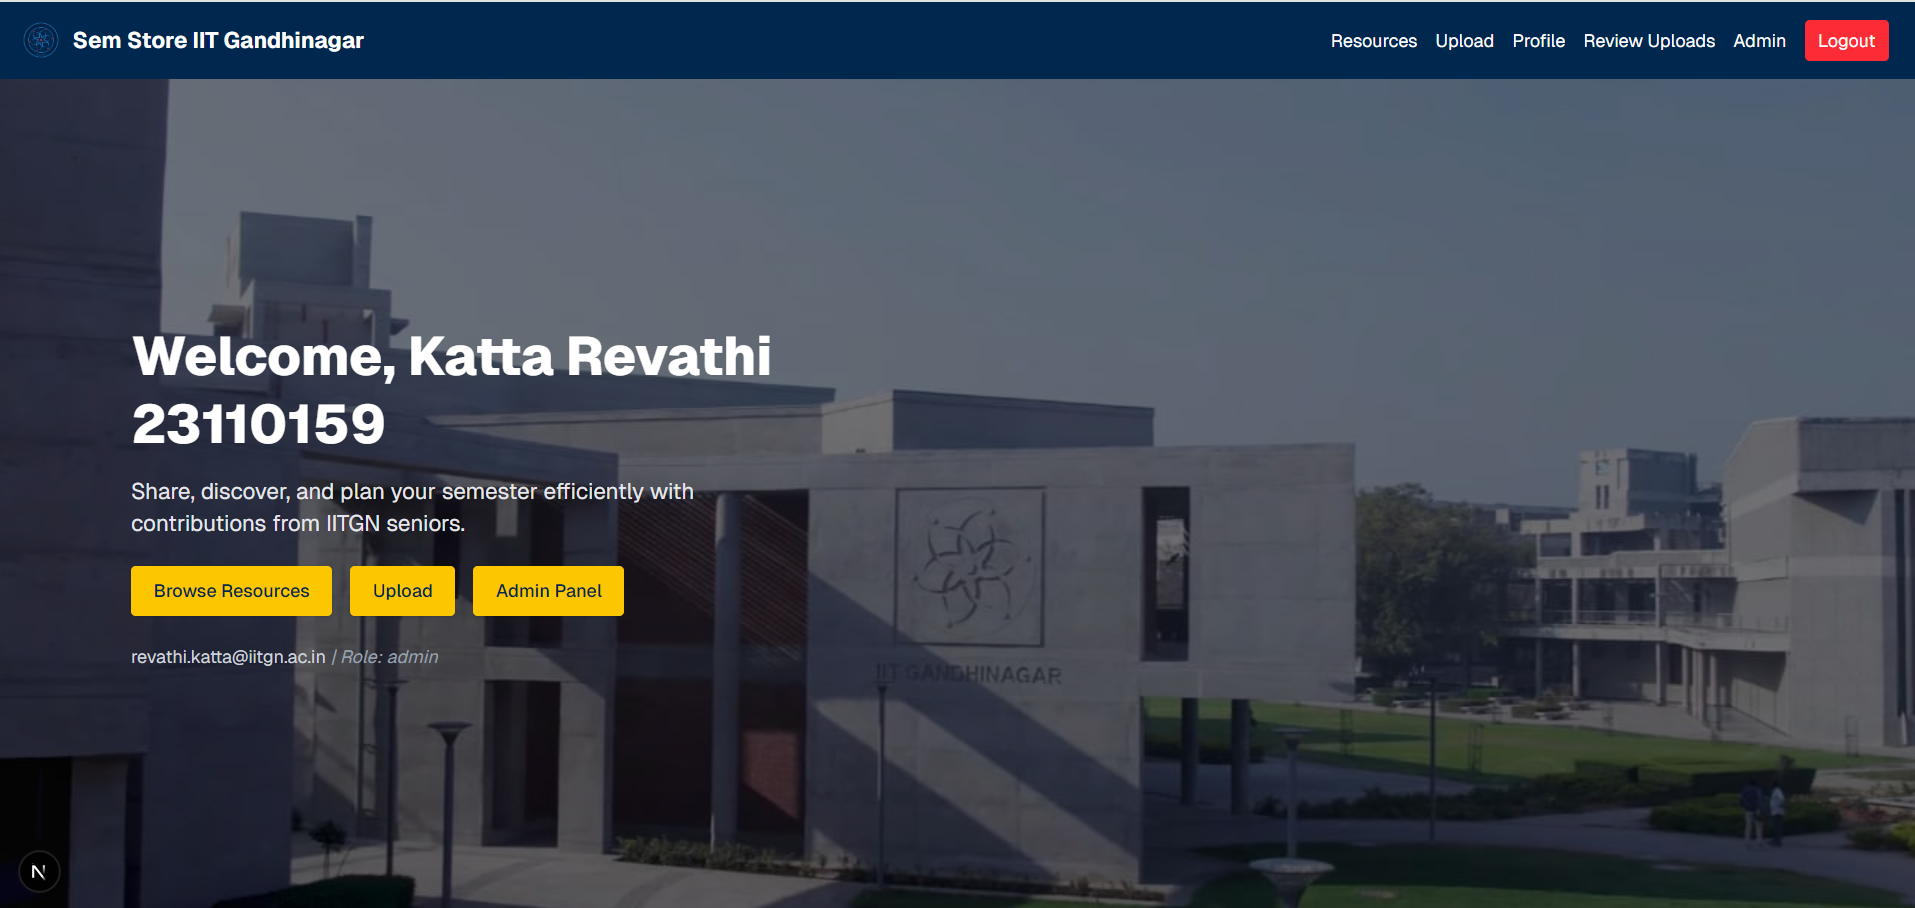 Sem Store IIT Gandhinagar
Resources Upload Profile Review Uploads Admin Logout
Welcome, Katta Revathi
23110159
Share, discover, and plan your semester efficiently with
contributions from IITGN seniors.
Browse Resources Upload Admin Panel
revathi.katta@iitgn.ac.in / Role: admin
IIT GANDHINAGAR
N